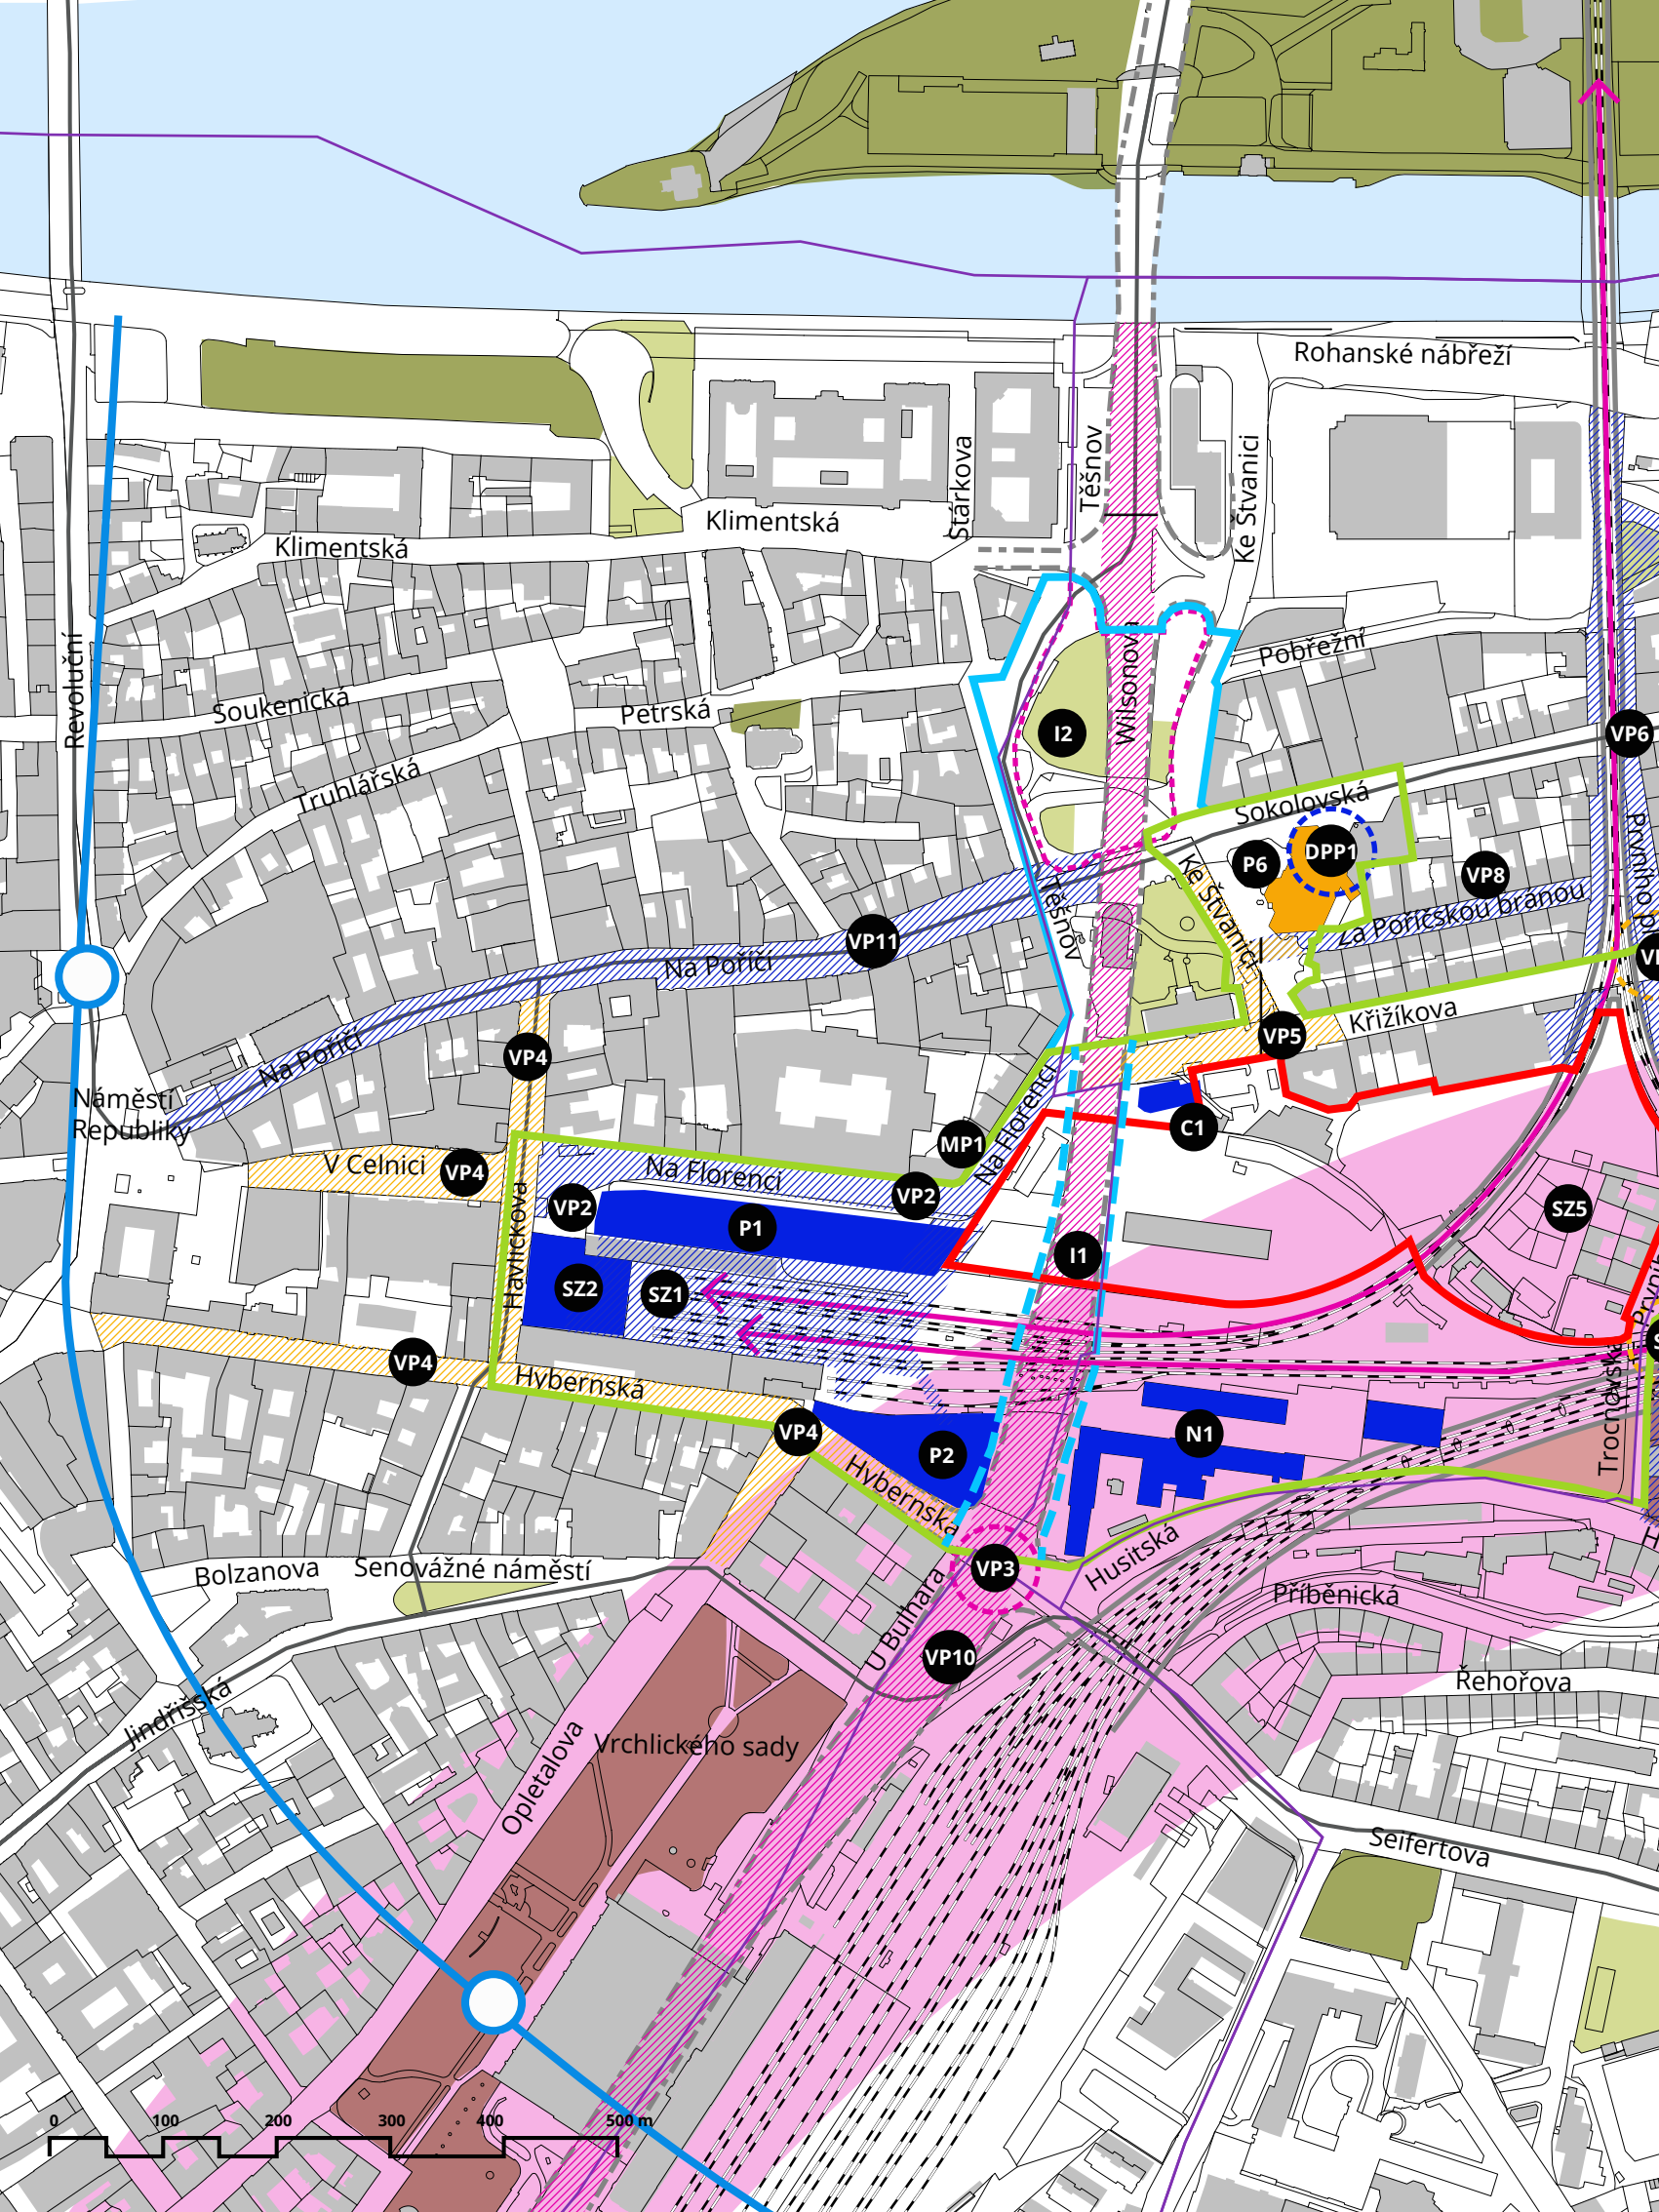 Rohanské nábřeží
Stárkova
Těšnov
Ke Štvanici
Klimentská
Klimentská
Revoluční
Soukenická
Petrská
Pobřežní
Wilsonova
I2
VP6
Truhlářská
Sokolovská
DPP1
P6
VP8
Prvního p
Ke Štvanici
Za Poříčskou bránou
VP11
Těšnov
Na Poříčí
Křižíkova
VP5
Na Poříčí
VP4
Náměstí
Republiky
C1
MP1
Na Florenci
V Celnici
VP4
Na Florenci
VP2
VP2
P1
SZ5
Havlíčkova
I1
SZ2
SZ1
VP4
Hybernská
Trocnovská
VP4
P2
N1
Hybernská
Husitská
VP3
Bolzanova
Senovážné náměstí
Příběnická
U Bulhara
VP10
Řehořova
Jindřišská
Opletalova
Vrchlického sady
Seifertova
0 100 200 300 400 500 m